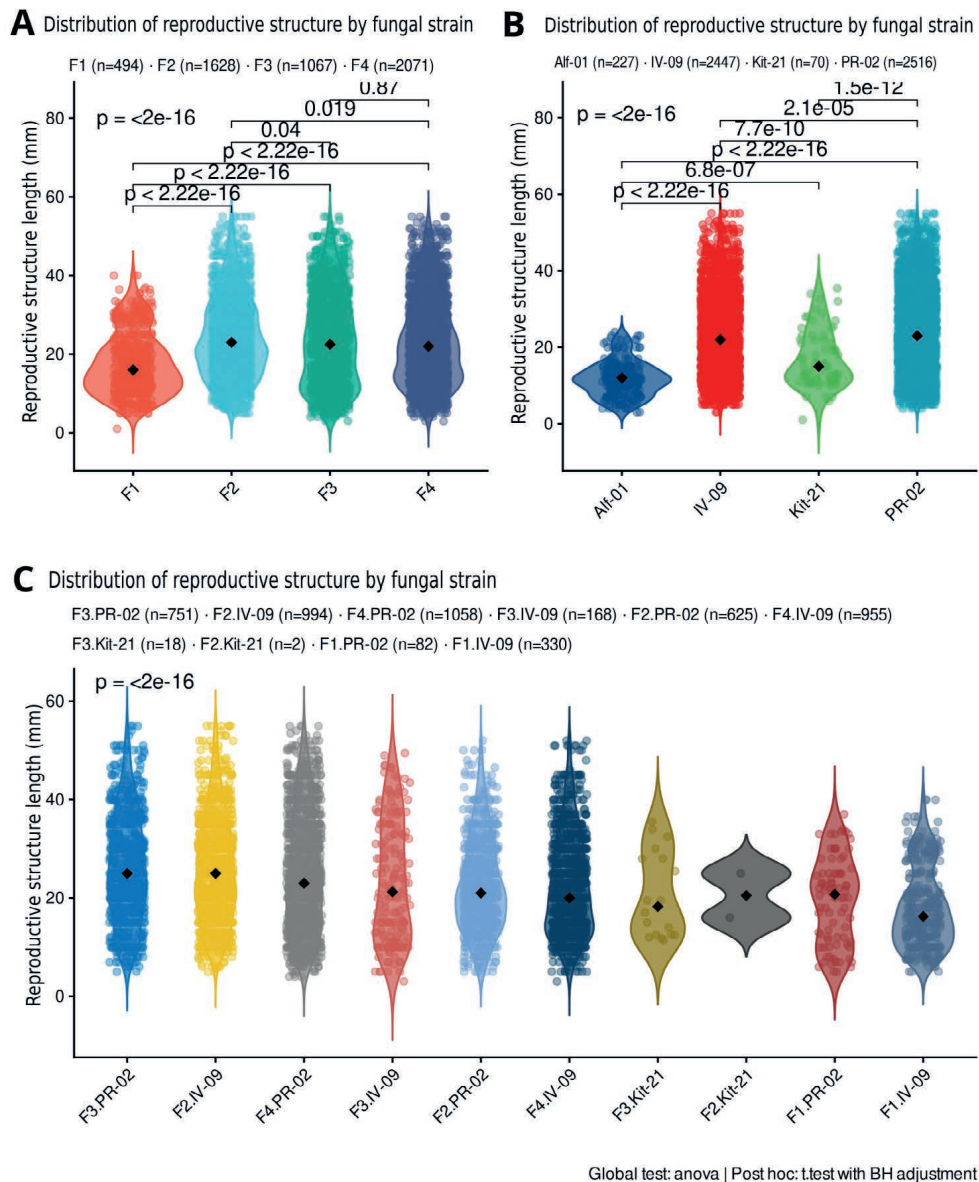 A Distribution of reproductive structure by fungal strain
F1 (n=494) · F2 (n=1628) · F3 (n=1067) · F4 (n=2071)
Reproductive structure length (mm)
80
60
40
20
0
p = <2e-16
0.87
0.019
0.04
p < 2.22e-16
p < 2.22e-16
p < 2.22e-16
F1
F2
F3
F4
B Distribution of reproductive structure by fungal strain
Alf-01 (n=227) · IV-09 (n=2447) · Kit-21 (n=70) · PR-02 (n=2516)
Reproductive structure length (mm)
80
60
40
20
0
p = <2e-16
1.5e-12
2.1e-05
7.7e-10
p < 2.22e-16
6.8e-07
p < 2.22e-16
Alf-01
IV-09
Kit-21
PR-02
C Distribution of reproductive structure by fungal strain
F3.PR-02 (n=751) · F2.IV-09 (n=994) · F4.PR-02 (n=1058) · F3.IV-09 (n=168) · F2.PR-02 (n=625) · F4.IV-09 (n=955)
F3.Kit-21 (n=18) · F2.Kit-21 (n=2) · F1.PR-02 (n=82) · F1.IV-09 (n=330)
Reproductive structure length (mm)
60
40
20
0
p = <2e-16
F3.PR-02
F2.IV-09
F4.PR-02
F3.IV-09
F2.PR-02
F4.IV-09
F3.Kit-21
F2.Kit-21
F1.PR-02
F1.IV-09
Global test: anova | Post hoc: t.test with BH adjustment